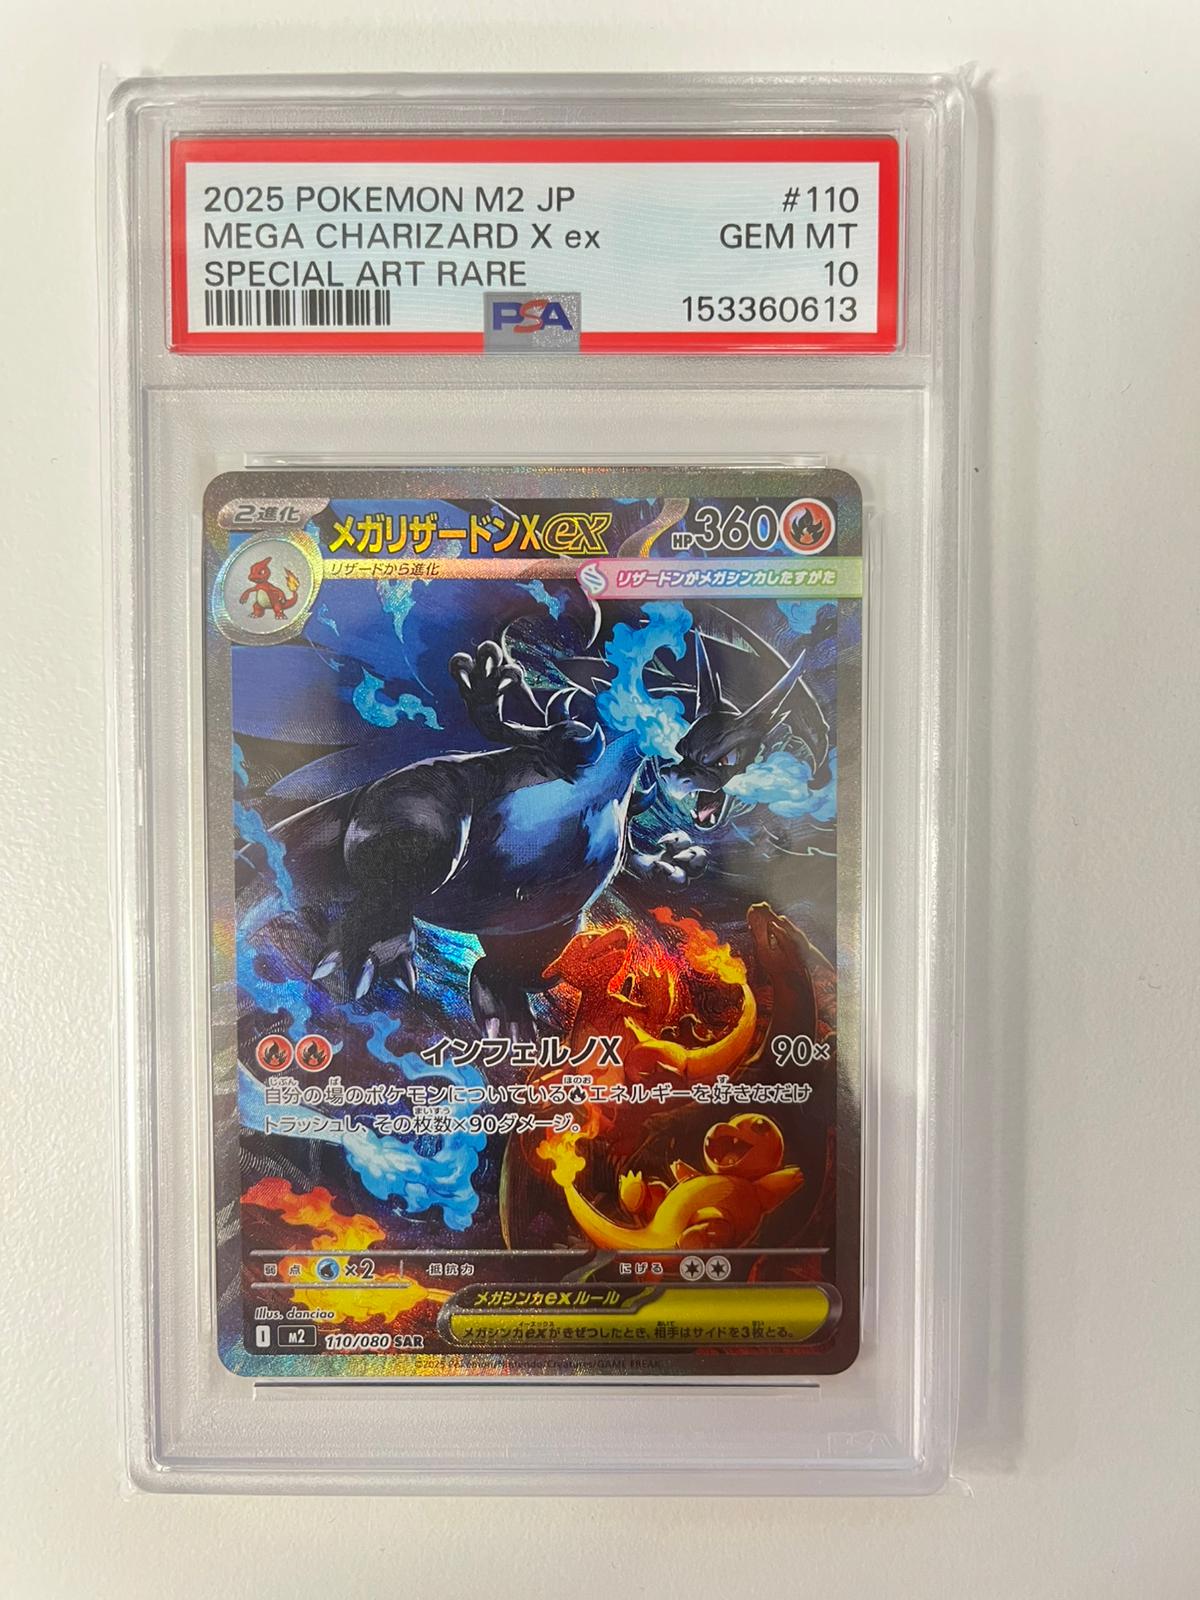 2025 POKEMON M2 JP #110
MEGA CHARIZARD X ex GEM MT
SPECIAL ART RARE 10
PSA 153360613
2進化 メガリザードンXex HP360
リザードから進化 リザードンがメガシンカしたすがた
インフェルノX 90×
自分の場のポケモンについているエネルギーを好きなだけ
トラッシュし、その枚数×90ダメージ。
弱点 ×2 抵抗力 にげる
メガシンカexルール
メガシンカexがきぜつしたとき、相手はサイドを3枚とる。
Illus. danciao
I M2 110/080 SAR
©2025 Pokémon/Nintendo/Creatures/GAME FREAK